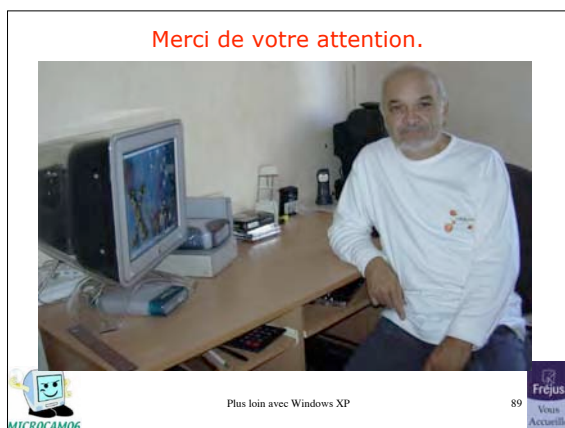 Merci de votre attention.
Plus loin avec Windows XP
89
MICROCAM06
Fréjus
Vous
Accueille